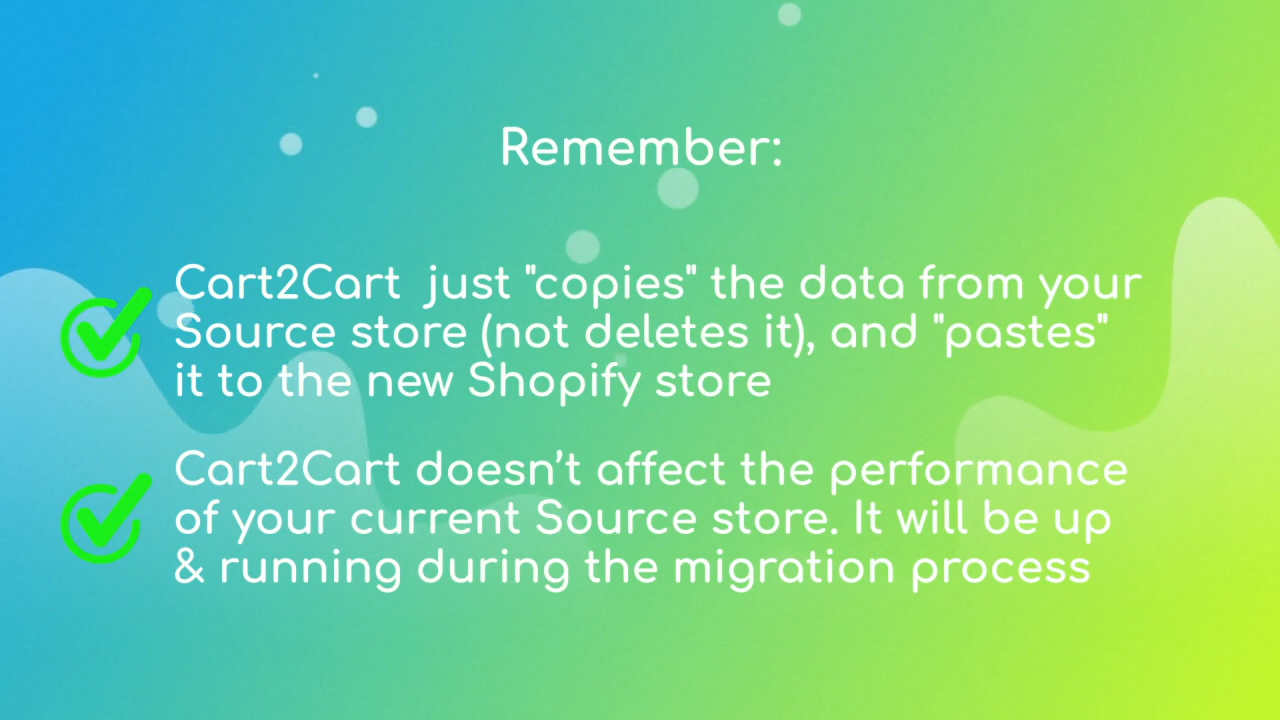 Remember:
Cart2Cart  just "copies" the data from your
Source store (not deletes it), and "pastes"
it to the new Shopify store
Cart2Cart doesn’t affect the performance
of your current Source store. It will be up
& running during the migration process